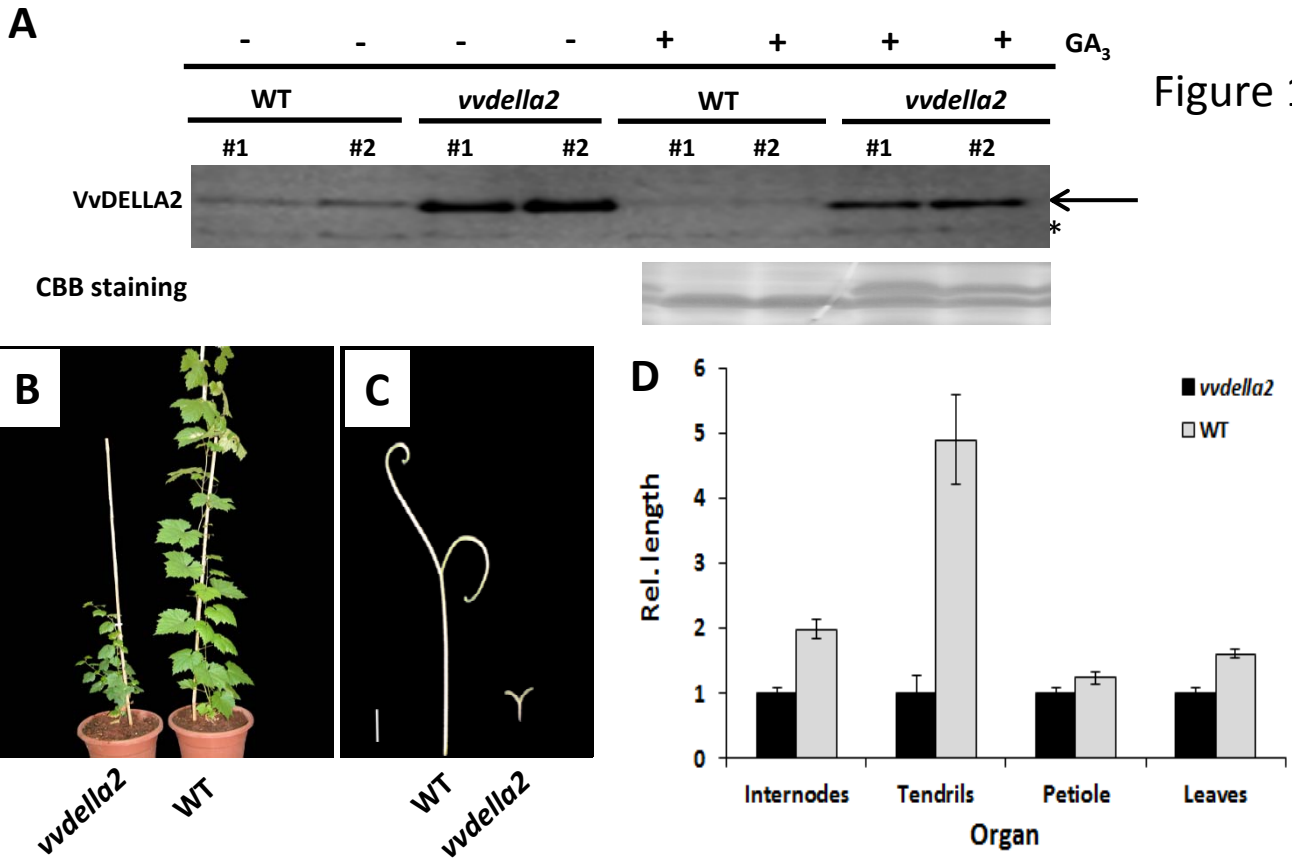 A
- - - - + + + + GA3
WT vvdella2 WT vvdella2
Figure 1
#1 #2 #1 #2 #1 #2 #1 #2
VvDELLA2
*
CBB staining
B
vvdella2 WT
C
WT vvdella2
D
6
5
4
3
2
1
0
Rel.length
vvdella2
WT
Internodes Tendrils Petiole Leaves
Organ